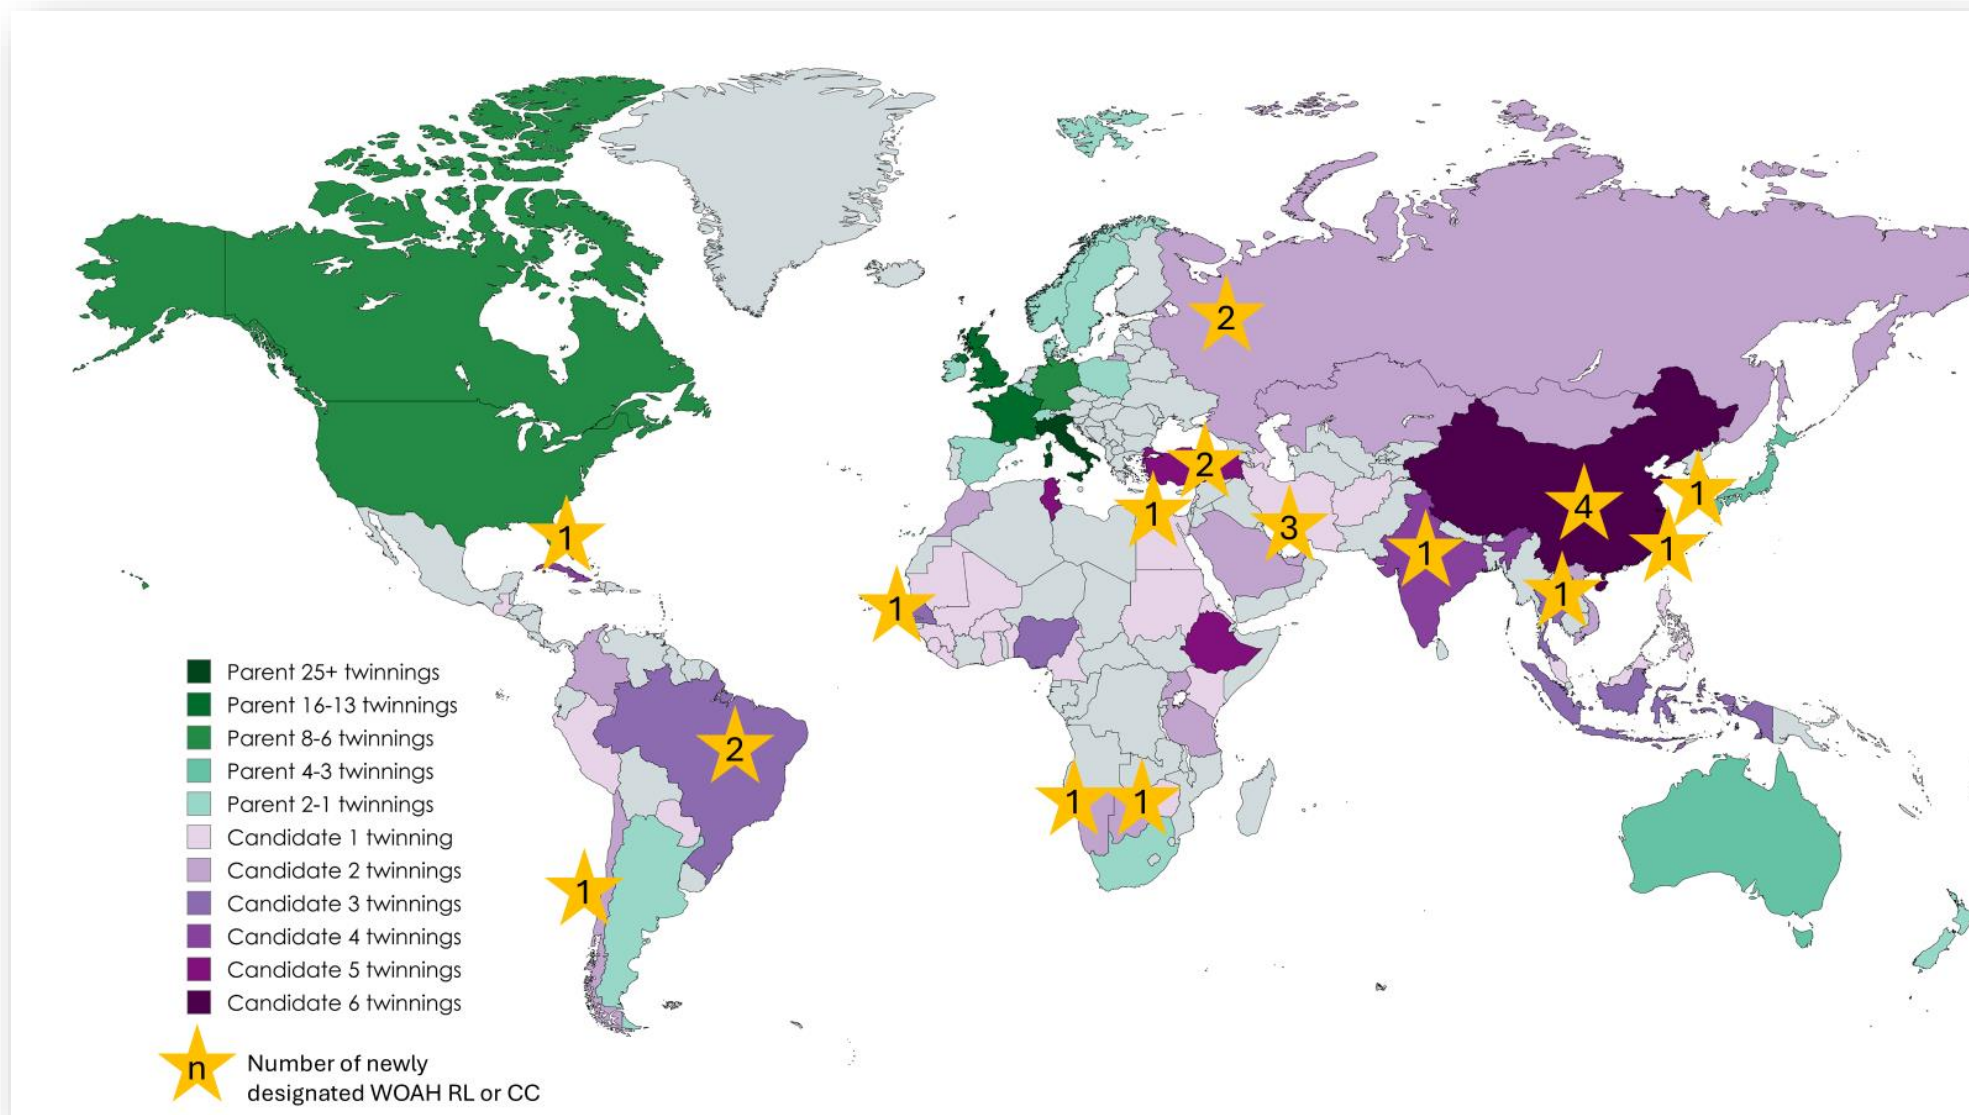 2
2
1
1
3
4
1
1
1
1
1
1
2
1
1
1
Parent 25+ twinnings
Parent 16-13 twinnings
Parent 8-6 twinnings
Parent 4-3 twinnings
Parent 2-1 twinnings
Candidate 1 twinning
Candidate 2 twinnings
Candidate 3 twinnings
Candidate 4 twinnings
Candidate 5 twinnings
Candidate 6 twinnings
n
Number of newly
designated WOAH RL or CC